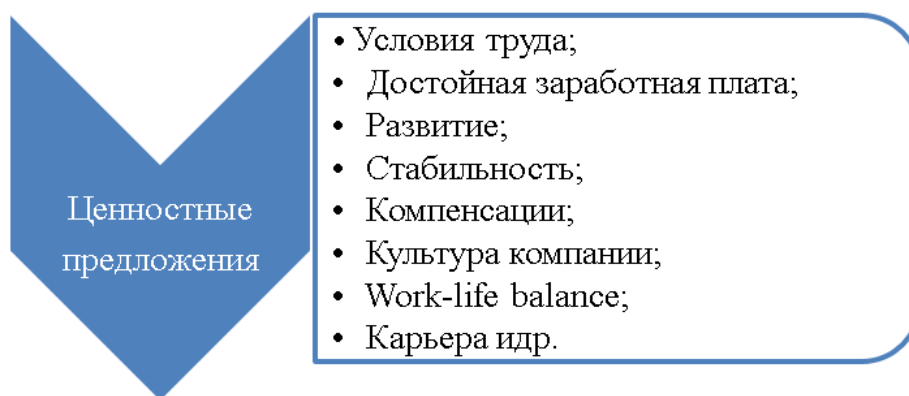 Ценностные
предложения
• Условия труда;
• Достойная заработная плата;
• Развитие;
• Стабильность;
• Компенсации;
• Культура компании;
• Work-life balance;
• Карьера идр.